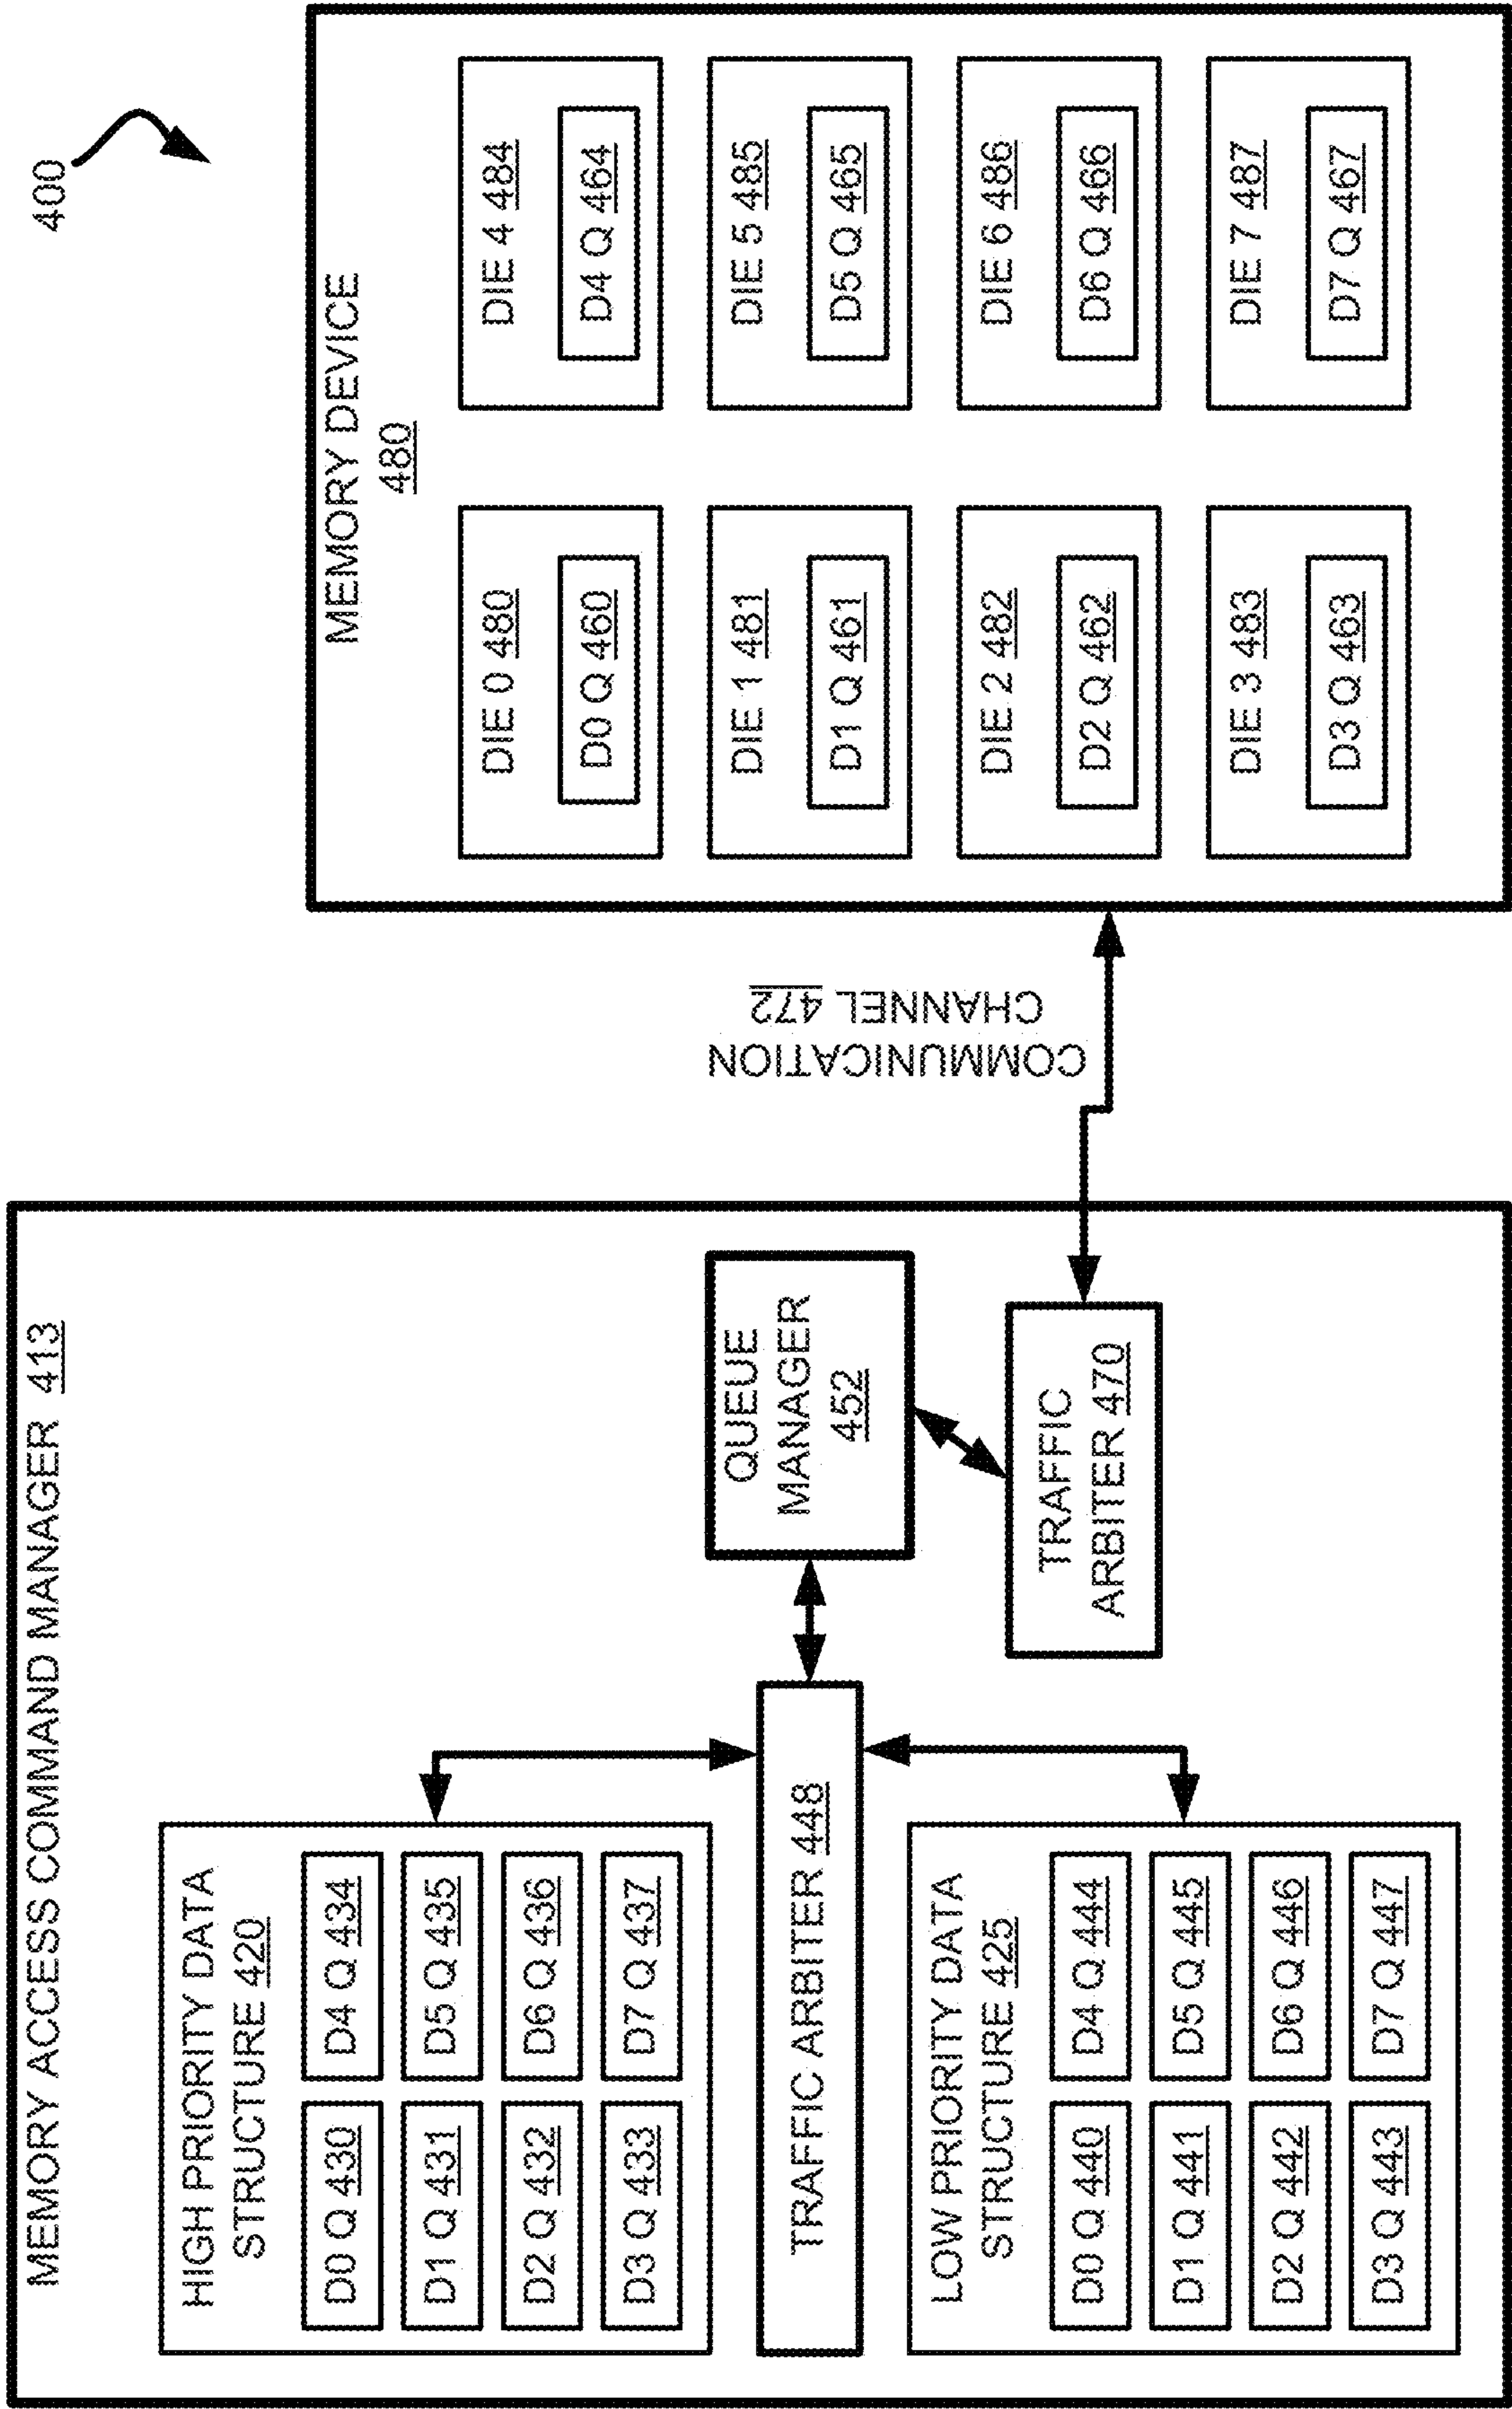 400
MEMORY ACCESS COMMAND MANAGER 413
HIGH PRIORITY DATA
STRUCTURE 420
D0 Q 430
D4 Q 434
D1 Q 431
D5 Q 435
D2 Q 432
D6 Q 436
D3 Q 433
D7 Q 437
TRAFFIC ARBITER 448
LOW PRIORITY DATA
STRUCTURE 425
D0 Q 440
D4 Q 444
D1 Q 441
D5 Q 445
D2 Q 442
D6 Q 446
D3 Q 443
D7 Q 447
QUEUE
MANAGER
452
TRAFFIC
ARBITER 470
COMMUNICATION
CHANNEL 472
MEMORY DEVICE
480
DIE 0 480
D0 Q 460
DIE 4 484
D4 Q 464
DIE 1 481
D1 Q 461
DIE 5 485
D5 Q 465
DIE 2 482
D2 Q 462
DIE 6 486
D6 Q 466
DIE 3 483
D3 Q 463
DIE 7 487
D7 Q 467